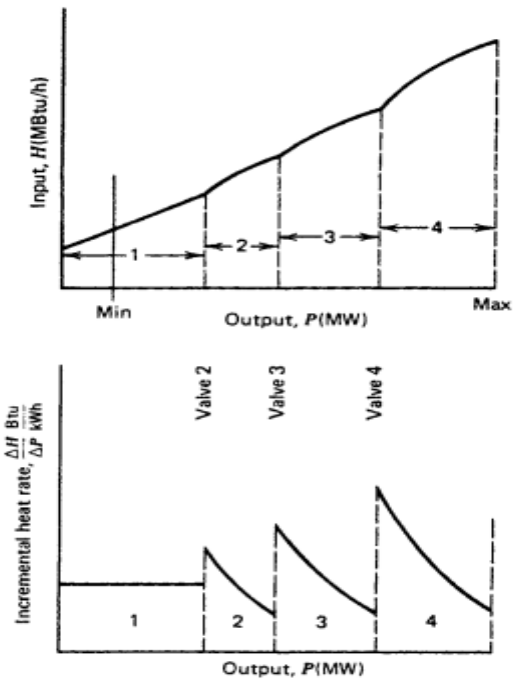 Input, H(MBtu/h)
1
2
3
4
Min
Max
Output, P(MW)
Incremental heat rate, ΔH/ΔP Btu/kWh
Valve 2
Valve 3
Valve 4
1
2
3
4
Output, P(MW)